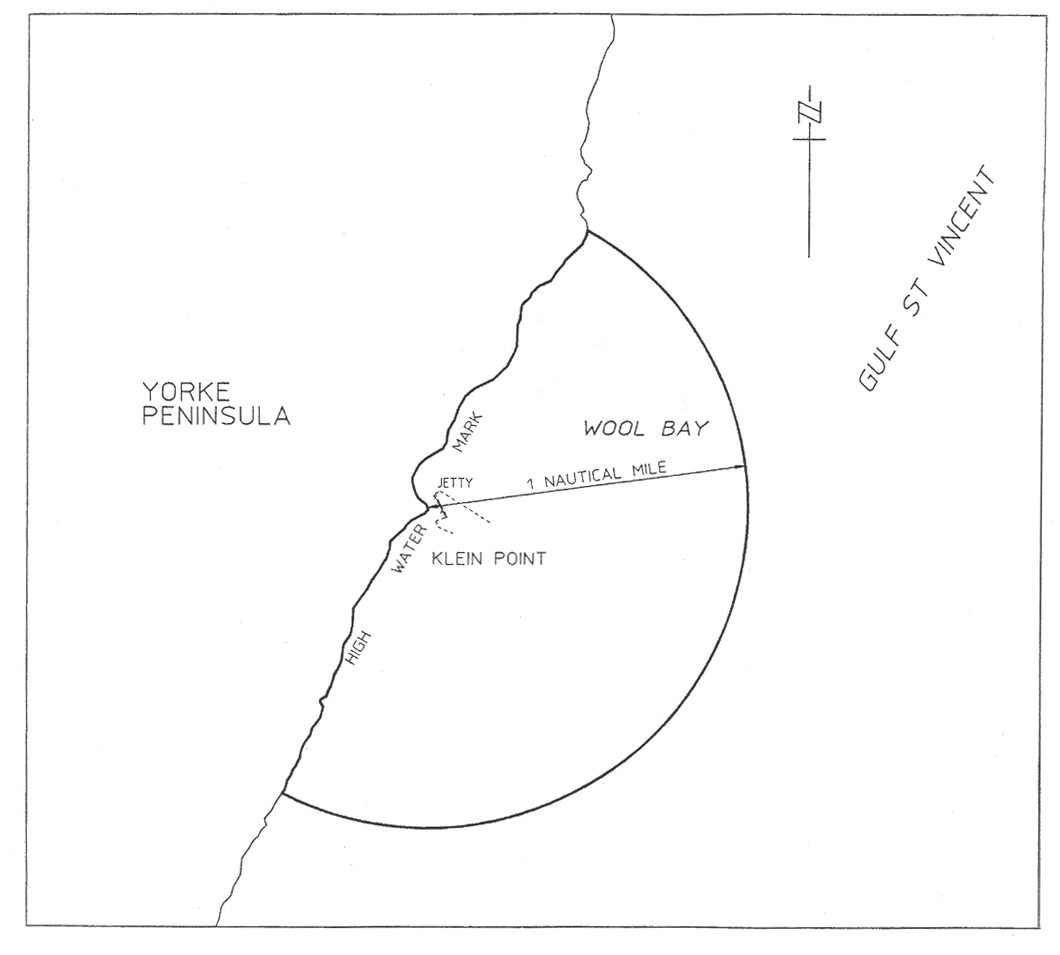 N
GULF ST VINCENT
YORKE
PENINSULA
WOOL BAY
1 NAUTICAL MILE
JETTY
KLEIN POINT
HIGH WATER MARK